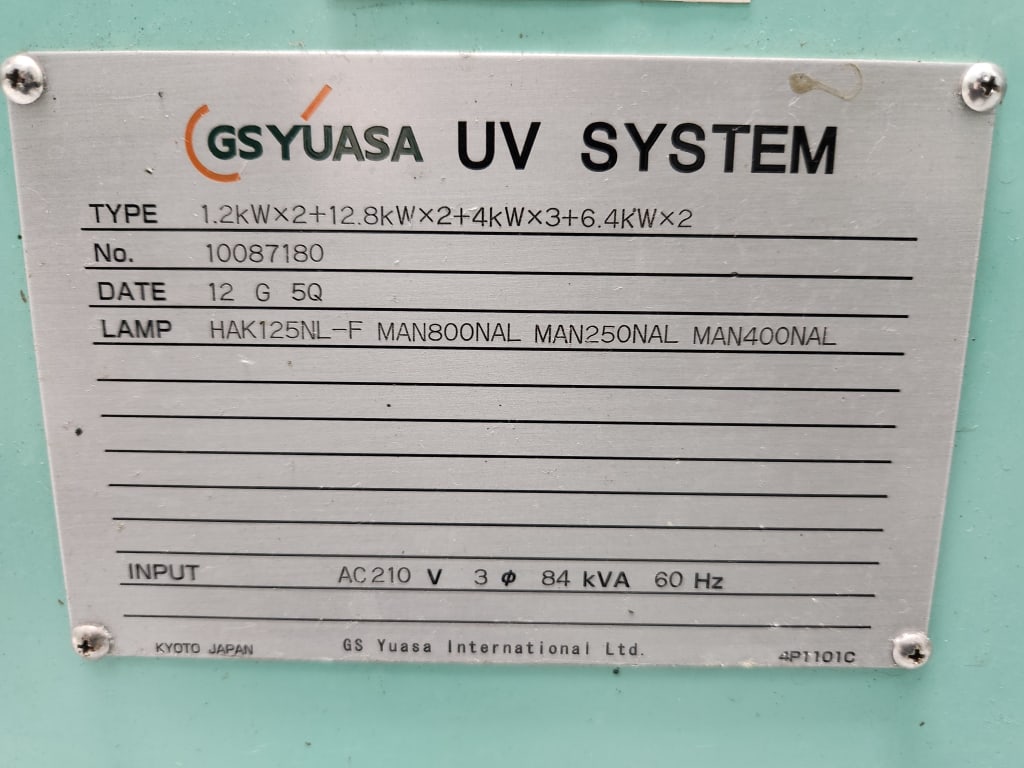 GS YUASA UV SYSTEM
TYPE 1.2kW×2+12.8kW×2+4kW×3+6.4kW×2
No. 10087180
DATE 12 G 5Q
LAMP HAK125NL-F MAN800NAL MAN250NAL MAN400NAL
INPUT AC210 V 3 φ 84 kVA 60 Hz
KYOTO JAPAN GS Yuasa International Ltd. 4P1101C